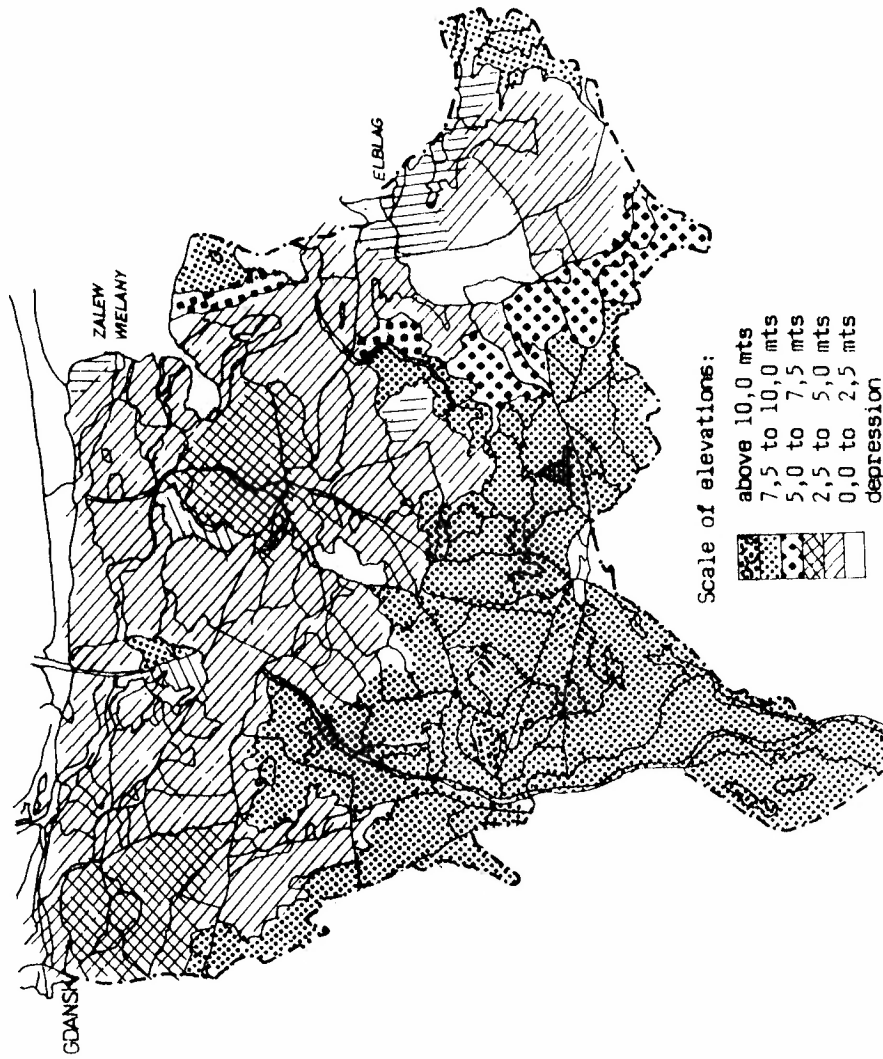 GDANSK
ZALEW
WIELANY
ELBLAG
Scale of elevations:
above 10,0 mts
7,5 to 10,0 mts
5,0 to 7,5 mts
2,5 to 5,0 mts
0,0 to 2,5 mts
depression